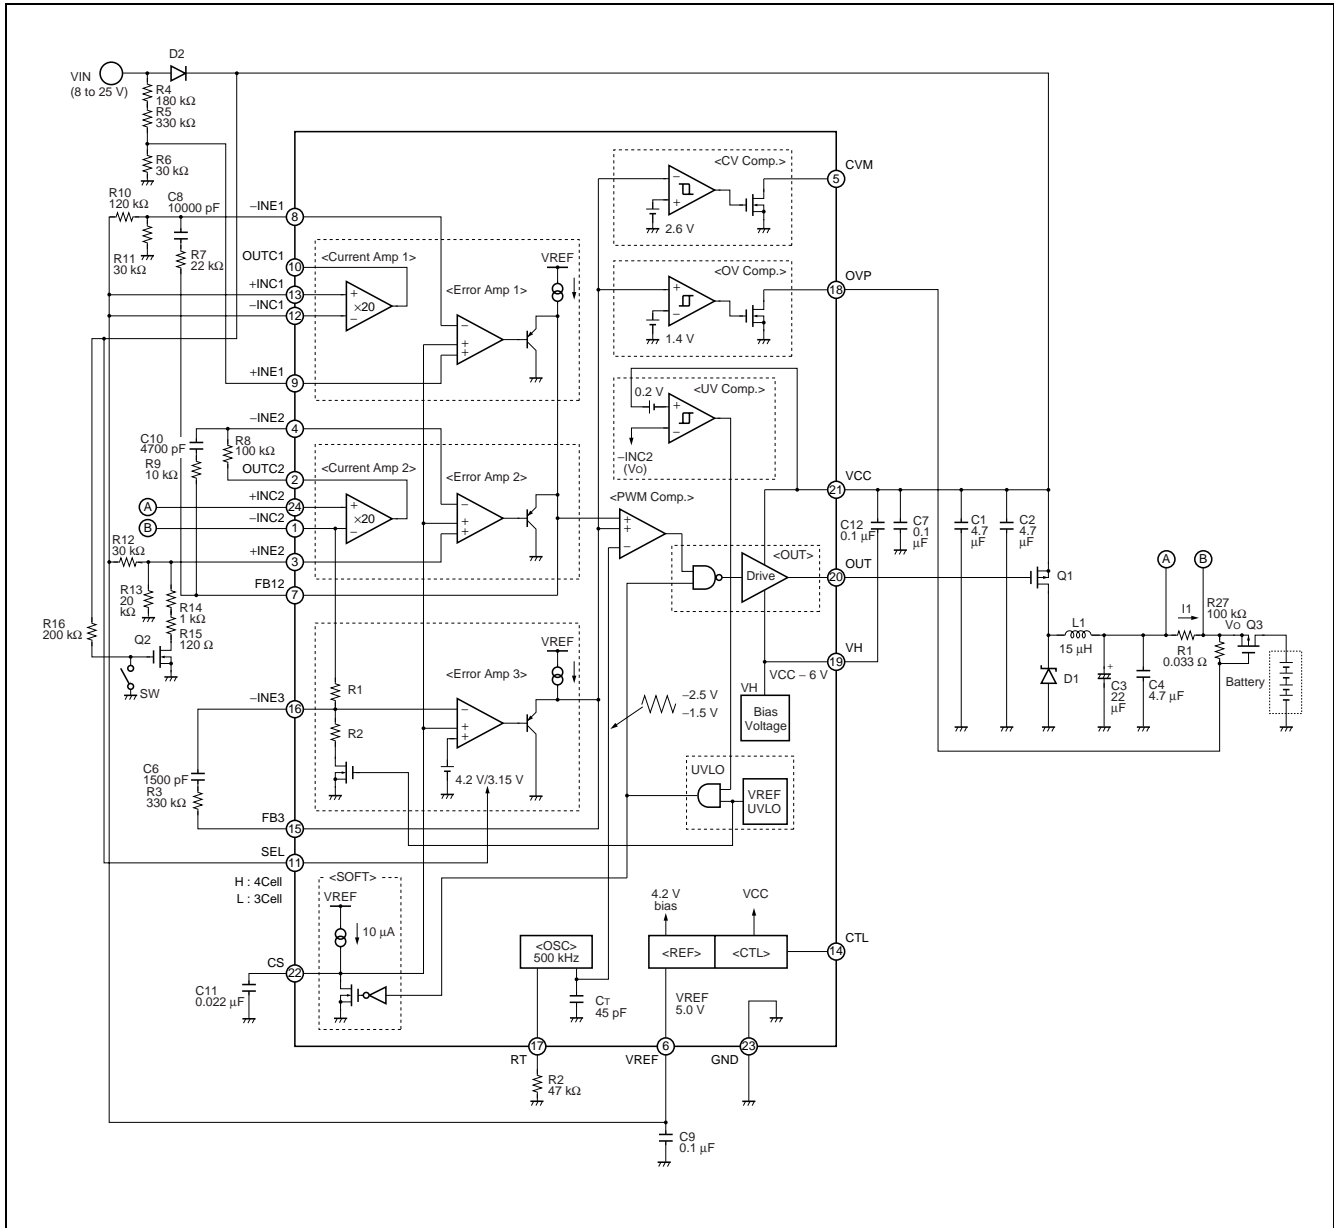 D2
VIN
(8 to 25 V)
R4
180 kΩ
R5
330 kΩ
R6
30 kΩ
R10
120 kΩ
C8
10000 pF
R11
30 kΩ
R7
22 kΩ
−INE1
8
OUTC1
10
+INC1
13
−INC1
12
+INE1
9
−INE2
4
C10
4700 pF
R8
100 kΩ
R9
10 kΩ
OUTC2
2
+INC2
A
24
−INC2
B
1
R12
30 kΩ
+INE2
3
FB12
7
R13
20
kΩ
R14
1 kΩ
R15
120 Ω
R16
200 kΩ
Q2
SW
−INE3
16
C6
1500 pF
R3
330 kΩ
FB3
15
SEL
11
H : 4Cell
L : 3Cell
CS
22
C11
0.022 µF
<Current Amp 1>
×20
+
−
<Error Amp 1>
−
+
+
VREF
<Current Amp 2>
×20
+
−
<Error Amp 2>
−
+
+
R1
R2
<Error Amp 3>
−
+
+
VREF
4.2 V/3.15 V
<SOFT>
VREF
10 µA
<CV Comp.>
−
+
2.6 V
CVM
5
<OV Comp.>
+
−
1.4 V
OVP
18
0.2 V
<UV Comp.>
+
−
−INC2
(VO)
<PWM Comp.>
+
+
−
<OUT>
Drive
VCC
21
OUT
20
VH
19
VCC − 6 V
VH
Bias
Voltage
−2.5 V
−1.5 V
UVLO
VREF
UVLO
4.2 V
bias
VCC
<REF>
<CTL>
CTL
14
<OSC>
500 kHz
CT
45 pF
VREF
5.0 V
17
RT
6
VREF
23
GND
R2
47 kΩ
C9
0.1 µF
C12
0.1 µF
C7
0.1
µF
C1
4.7
µF
C2
4.7
µF
Q1
A
B
L1
15 µH
I1
R1
0.033 Ω
R27
100 kΩ
VO
Q3
D1
+
C3
22
µF
C4
4.7 µF
Battery